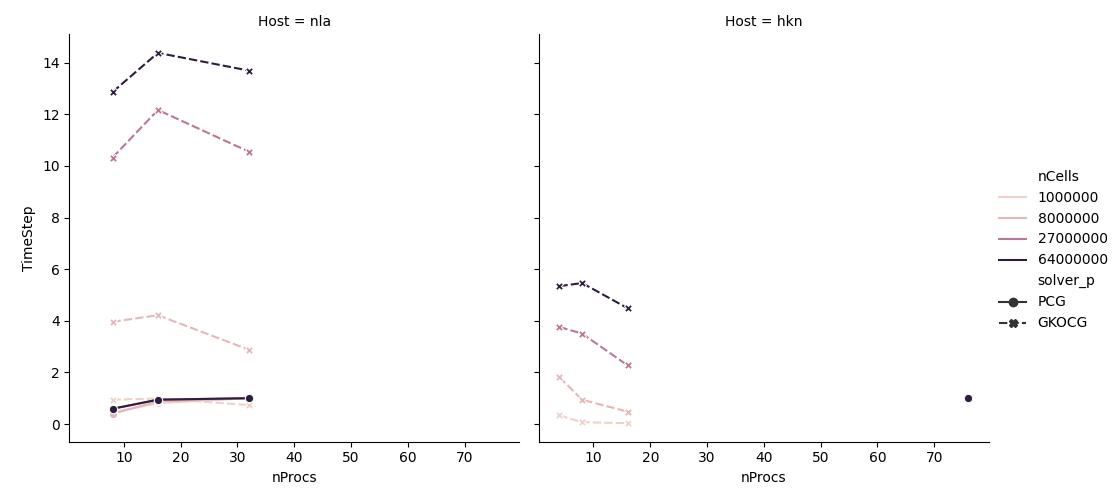 Host = nla
Host = hkn
TimeStep
14
12
10
8
6
4
2
0
10 20 30 40 50 60 70
nProcs
10 20 30 40 50 60 70
nProcs
nCells
1000000
8000000
27000000
64000000
solver_p
PCG
GKOCG